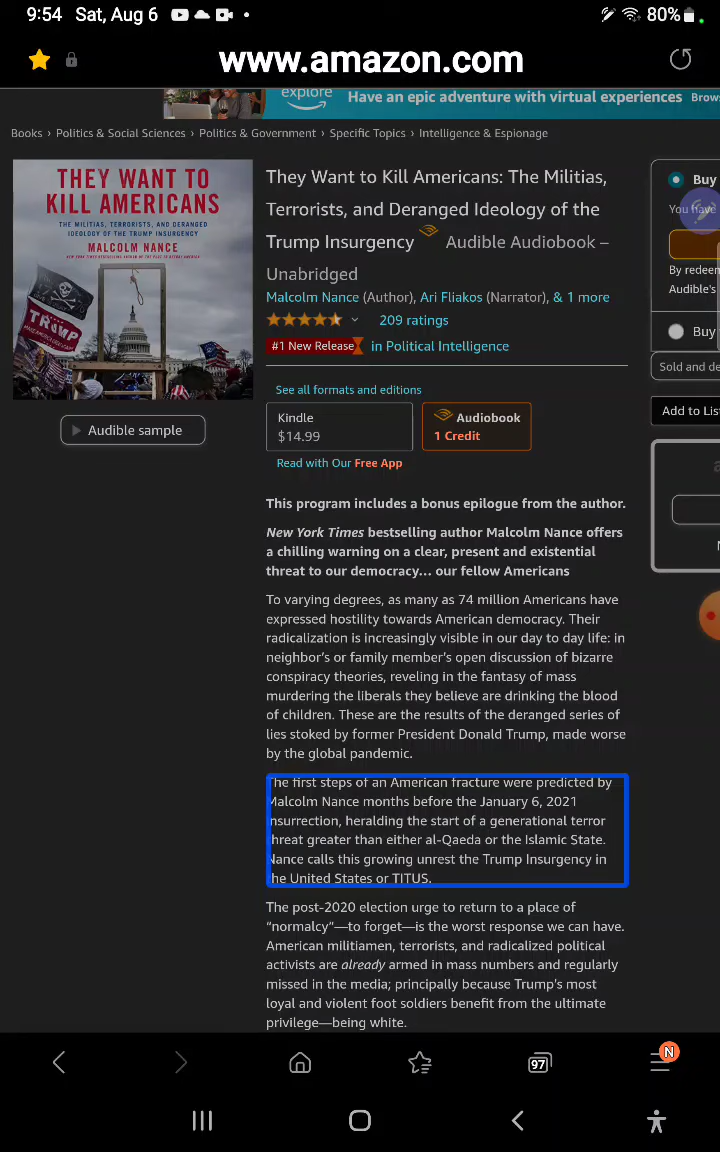 9:54 Sat, Aug 6 80%
www.amazon.com
explore Have an epic adventure with virtual experiences Brow
Books › Politics & Social Sciences › Politics & Government › Specific Topics › Intelligence & Espionage
THEY WANT TO
KILL AMERICANS
THE MILITIAS, TERRORISTS, AND DERANGED
IDEOLOGY OF THE TRUMP INSURGENCY
MALCOLM NANCE
TRUMP
Audible sample
They Want to Kill Americans: The Militias,
Terrorists, and Deranged Ideology of the
Trump Insurgency Audible Audiobook –
Unabridged
Malcolm Nance (Author), Ari Fliakos (Narrator), & 1 more
209 ratings
#1 New Release in Political Intelligence
See all formats and editions
Kindle
$14.99
Audiobook
1 Credit
Read with Our Free App
This program includes a bonus epilogue from the author.
New York Times bestselling author Malcolm Nance offers
a chilling warning on a clear, present and existential
threat to our democracy… our fellow Americans
To varying degrees, as many as 74 million Americans have
expressed hostility towards American democracy. Their
radicalization is increasingly visible in our day to day life: in
neighbor's or family member's open discussion of bizarre
conspiracy theories, reveling in the fantasy of mass
murdering the liberals they believe are drinking the blood
of children. These are the results of the deranged series of
lies stoked by former President Donald Trump, made worse
by the global pandemic.
The first steps of an American fracture were predicted by
Malcolm Nance months before the January 6, 2021
insurrection, heralding the start of a generational terror
threat greater than either al-Qaeda or the Islamic State.
Nance calls this growing unrest the Trump Insurgency in
the United States or TITUS.
The post-2020 election urge to return to a place of
“normalcy”—to forget—is the worst response we can have.
American militiamen, terrorists, and radicalized political
activists are already armed in mass numbers and regularly
missed in the media; principally because Trump's most
loyal and violent foot soldiers benefit from the ultimate
privilege—being white.
Buy
You have
By redeen
Audible's
Buy
Sold and de
Add to List
97
N